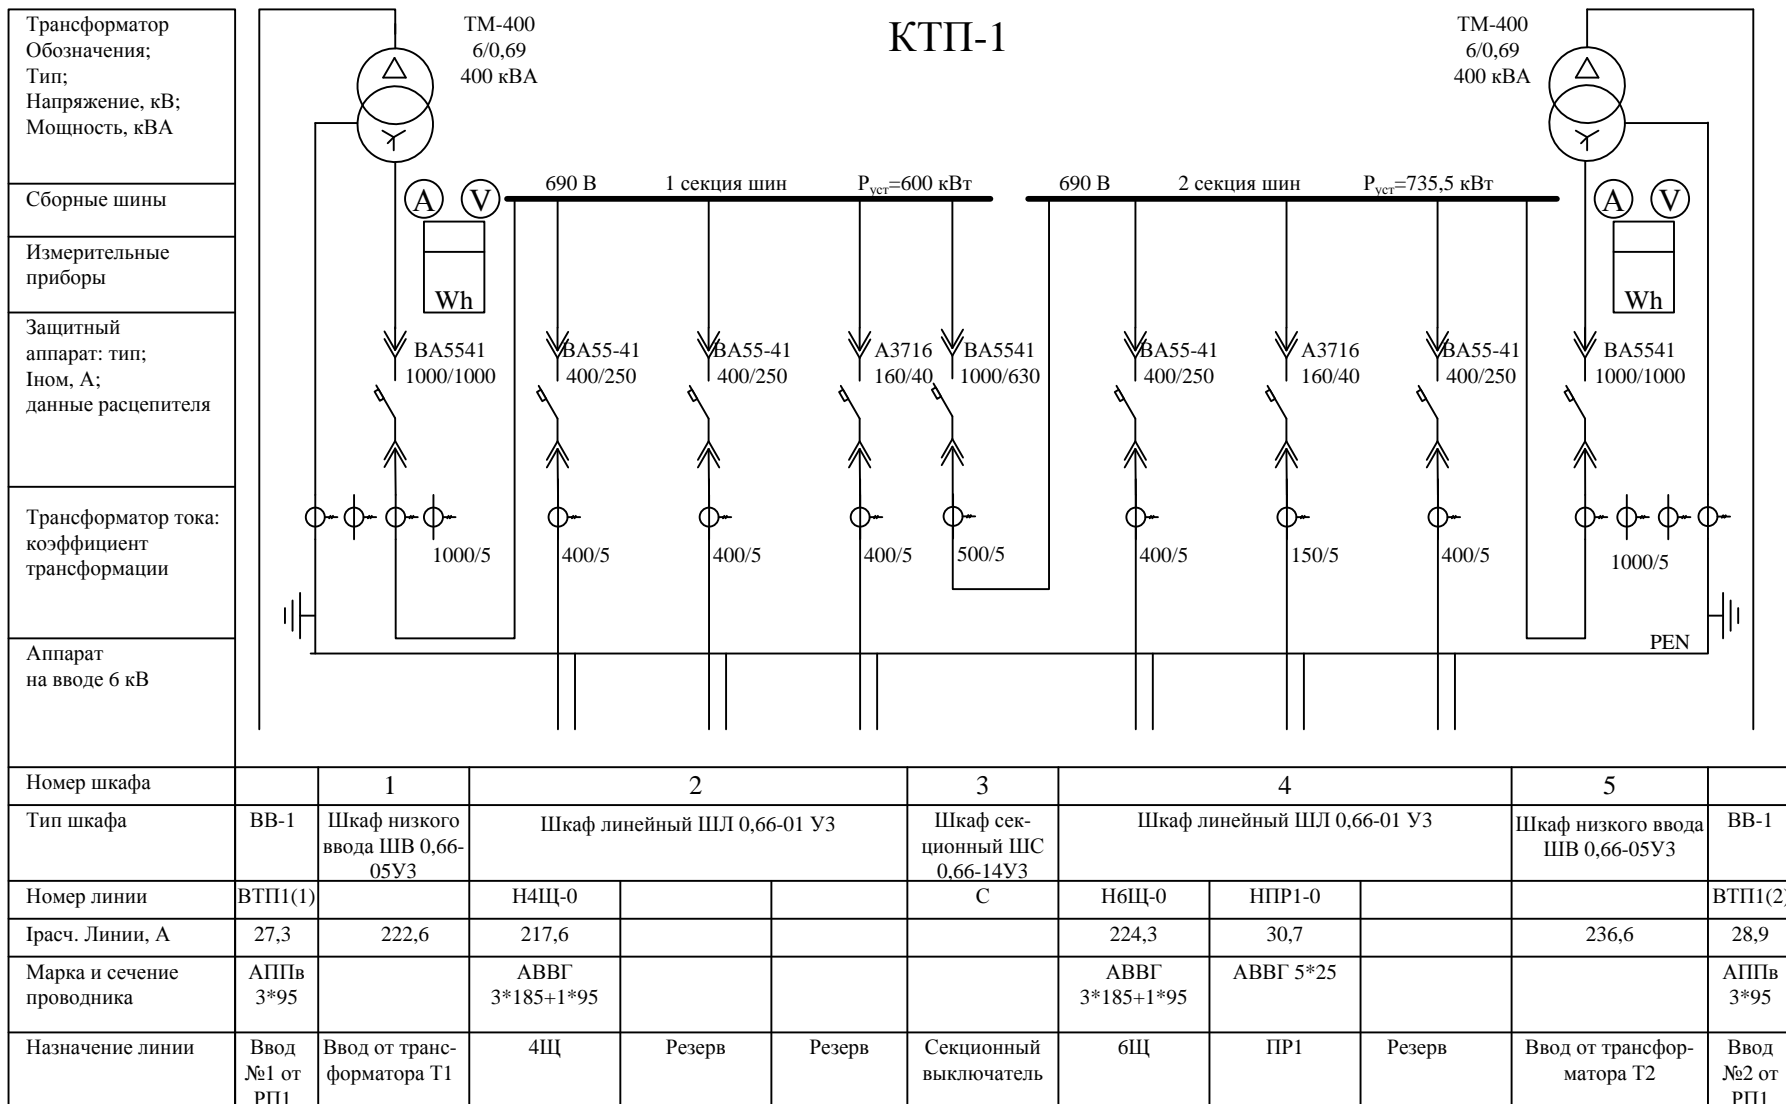 Трансформатор
Обозначения;
Тип;
Напряжение, кВ;
Мощность, кВА
ТМ-400
6/0,69
400 кВА
КТП-1
ТМ-400
6/0,69
400 кВА
Сборные шины
A V
690 В 1 секция шин Pуст=600 кВт
690 В 2 секция шин Pуст=735,5 кВт
A V
Измерительные
приборы
Wh
Wh
Защитный
аппарат: тип;
Iном, А;
данные расцепителя
ВА5541
1000/1000
ВА55-41
400/250
ВА55-41
400/250
А3716
160/40
ВА5541
1000/630
ВА55-41
400/250
А3716
160/40
ВА55-41
400/250
ВА5541
1000/1000
Трансформатор тока:
коэффициент
трансформации
1000/5 400/5 400/5 400/5 500/5 400/5 150/5 400/5 1000/5
Аппарат
на вводе 6 кВ
PEN
Номер шкафа 1 2 3 4 5
Тип шкафа
ВВ-1
Шкаф низкого
ввода ШВ 0,66-
05У3
Шкаф линейный ШЛ 0,66-01 У3
Шкаф сек-
ционный ШС
0,66-14У3
Шкаф линейный ШЛ 0,66-01 У3
Шкаф низкого ввода
ШВ 0,66-05У3
ВВ-1
Номер линии ВТП1(1) Н4Щ-0 С Н6Щ-0 НПР1-0 ВТП1(2)
Iрасч. Линии, А 27,3 222,6 217,6 224,3 30,7 236,6 28,9
Марка и сечение
проводника
АППв
3*95
АВВГ
3*185+1*95
АВВГ
3*185+1*95
АВВГ 5*25
АППв
3*95
Назначение линии
Ввод
№1 от
РП1
Ввод от транс-
форматора Т1
4Щ
Резерв
Резерв
Секционный
выключатель
6Щ
ПР1
Резерв
Ввод от трансфор-
матора Т2
Ввод
№2 от
РП1